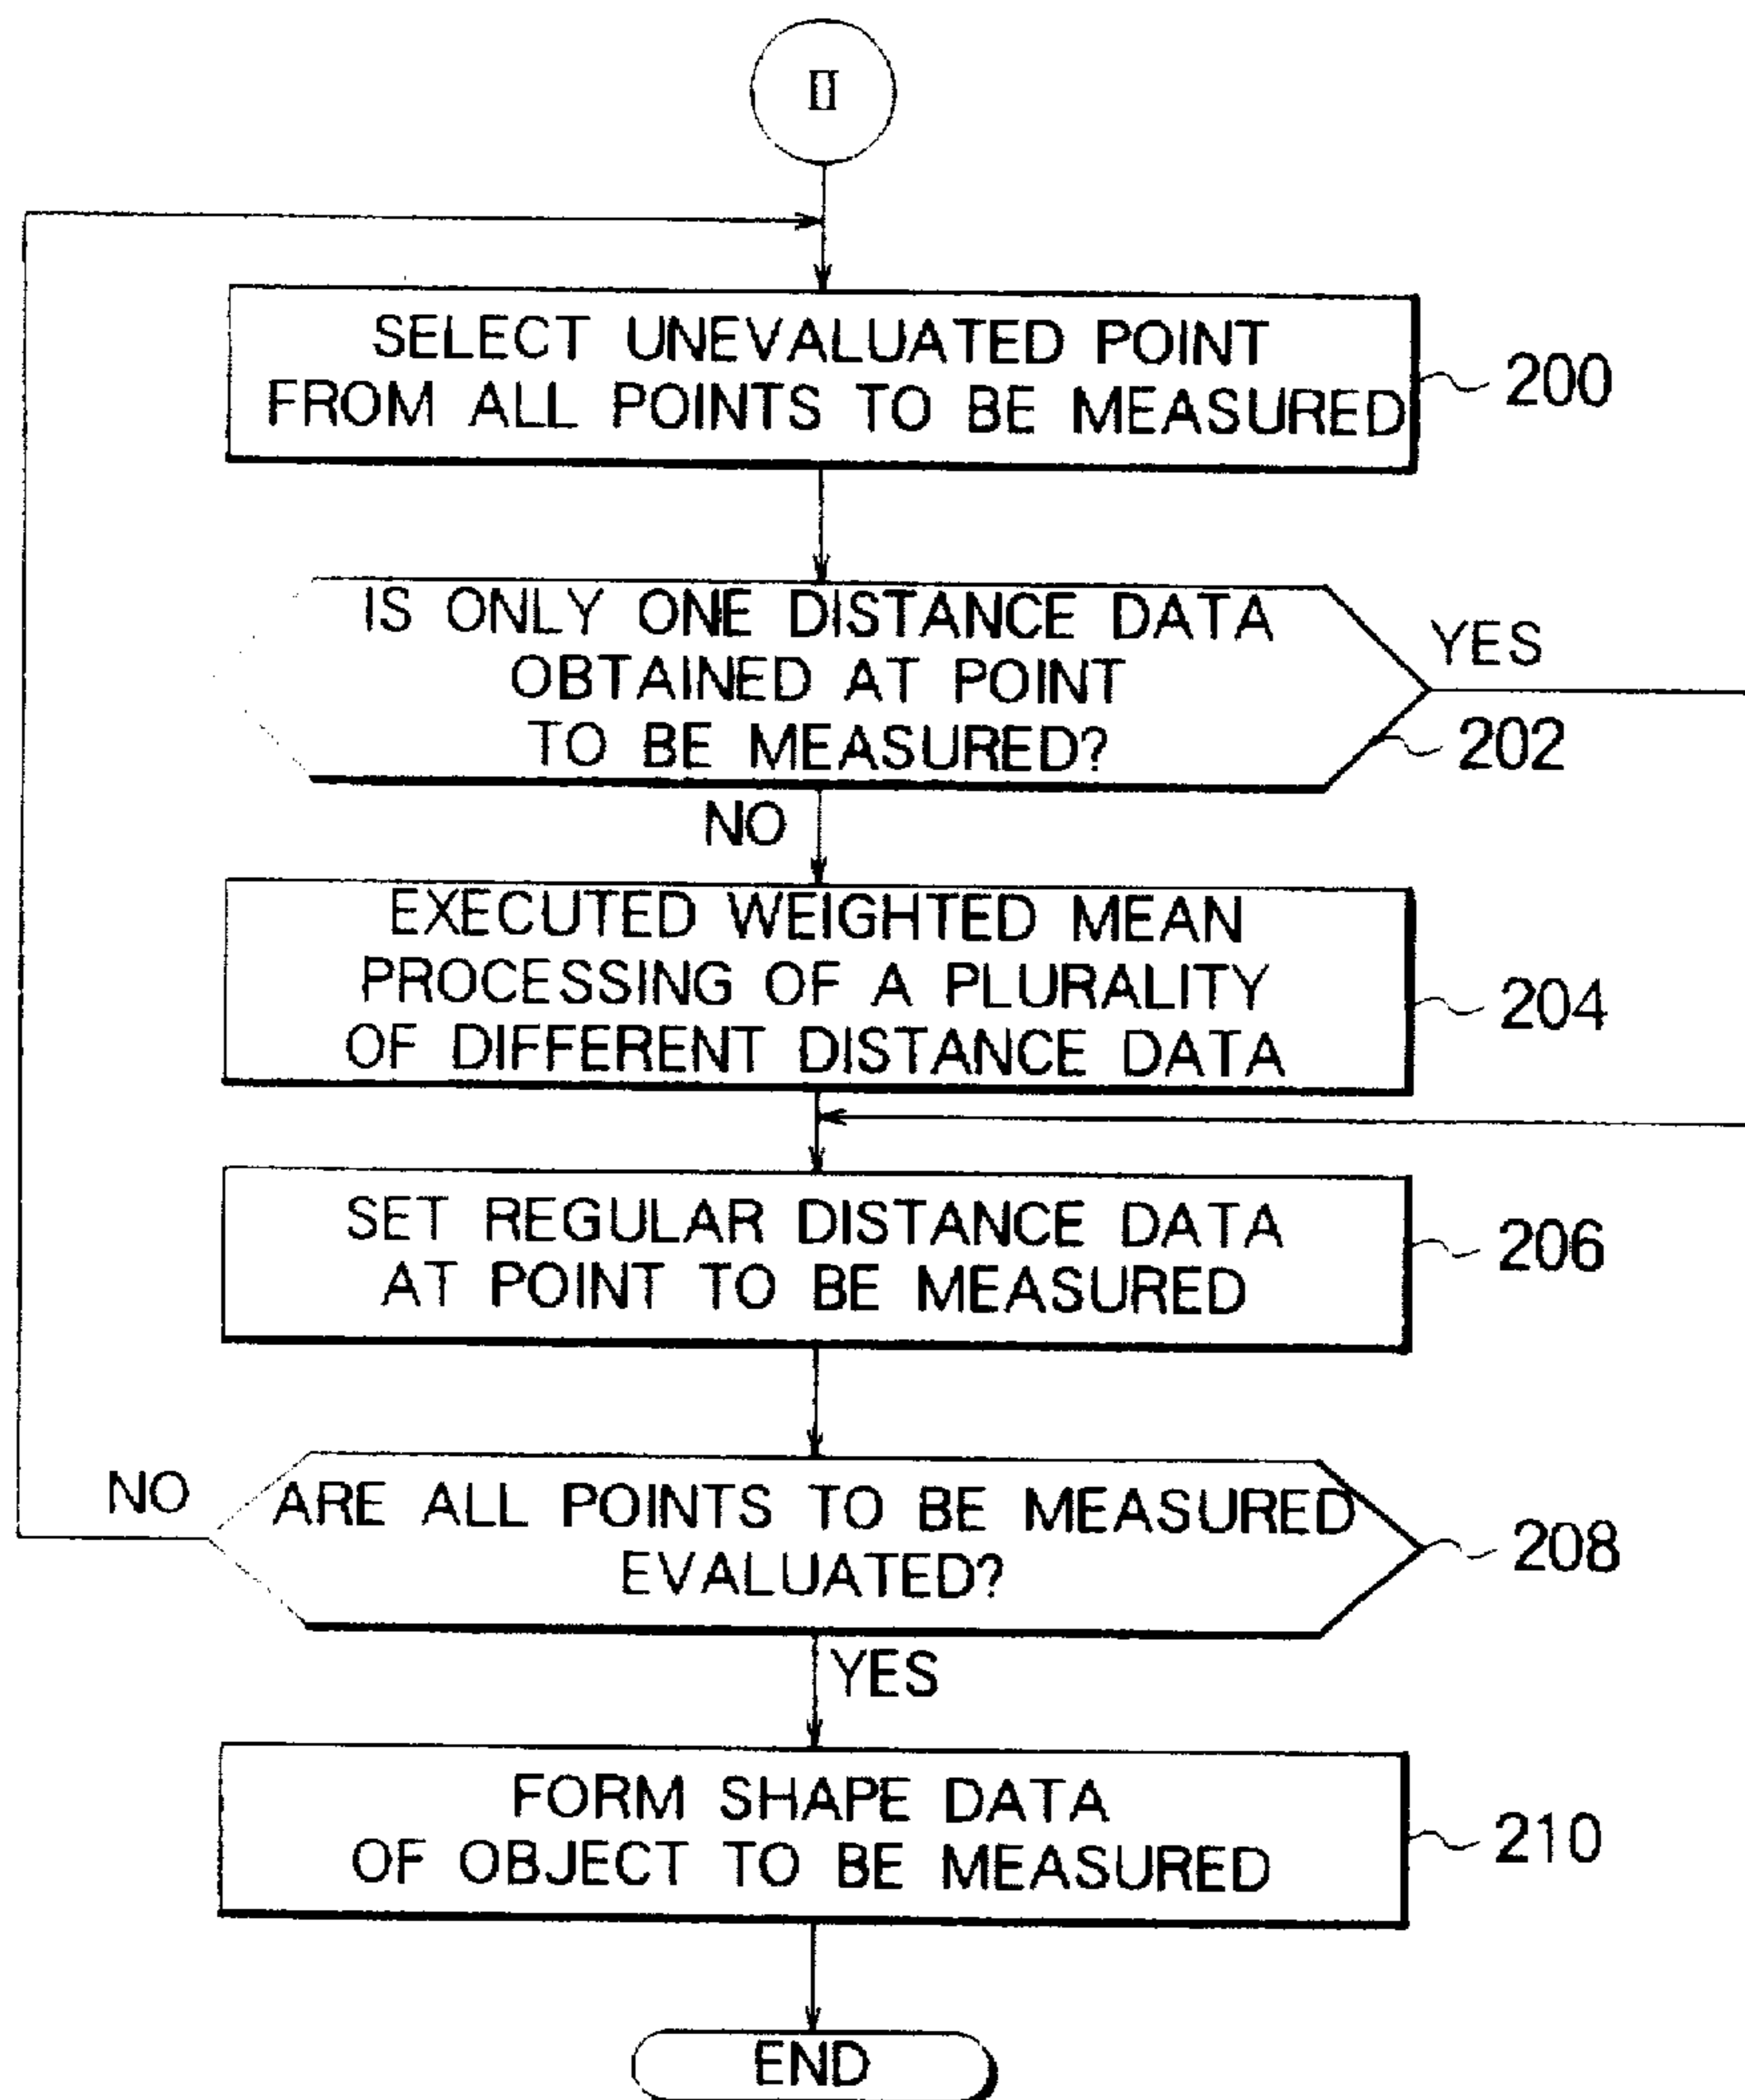 II
SELECT UNEVALUATED POINT
FROM ALL POINTS TO BE MEASURED
200
IS ONLY ONE DISTANCE DATA
OBTAINED AT POINT
TO BE MEASURED?
YES
202
NO
EXECUTED WEIGHTED MEAN
PROCESSING OF A PLURALITY
OF DIFFERENT DISTANCE DATA
204
SET REGULAR DISTANCE DATA
AT POINT TO BE MEASURED
206
NO
ARE ALL POINTS TO BE MEASURED
EVALUATED?
208
YES
FORM SHAPE DATA
OF OBJECT TO BE MEASURED
210
END